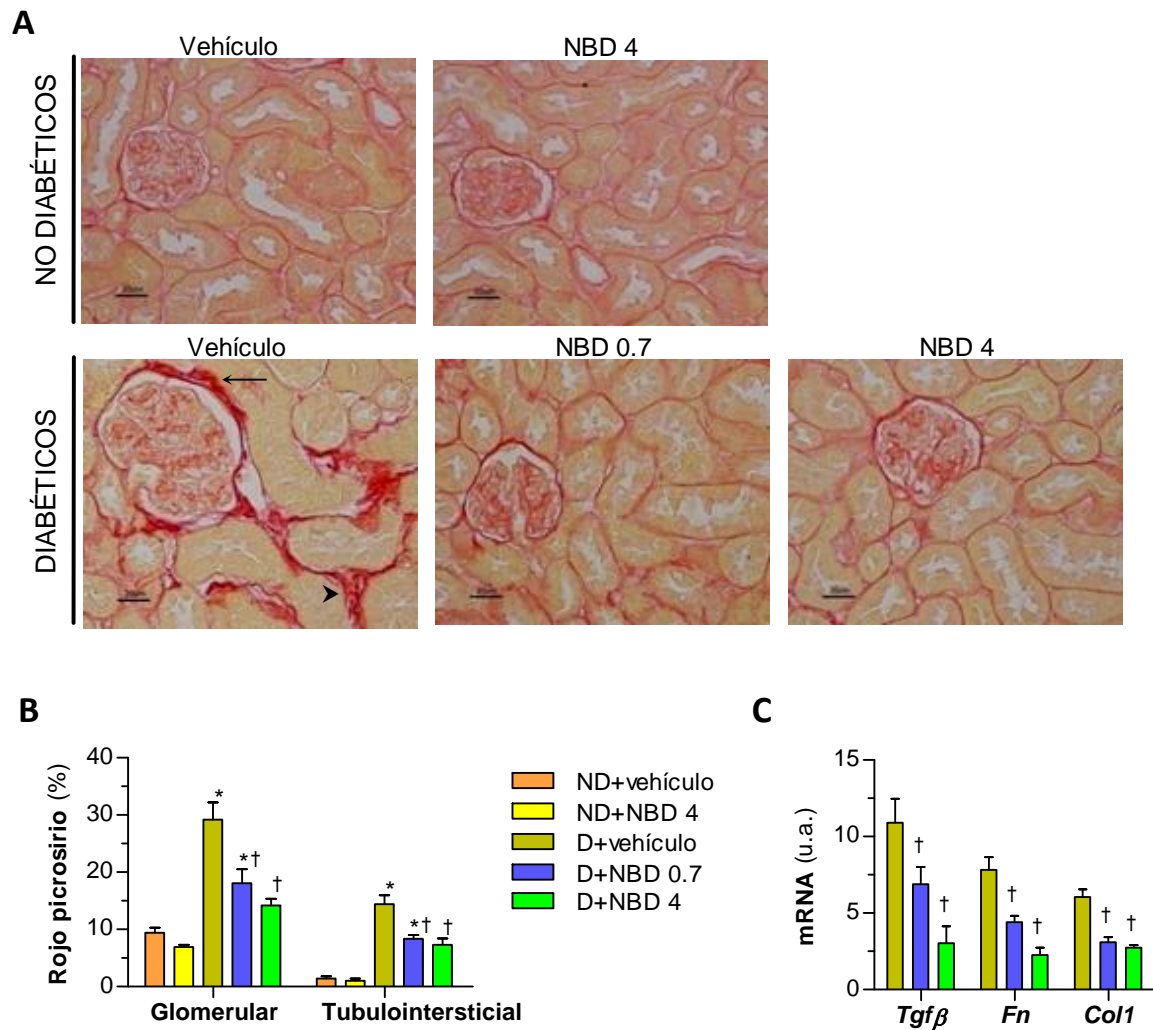 A
Vehículo
NBD 4
NO DIABÉTICOS
Vehículo
NBD 0.7
NBD 4
DIABÉTICOS
B
40
30
20
10
0
Rojo picrosirio (%)
*
*†
†
*
*†
†
Glomerular
Tubulointersticial
ND+vehículo
ND+NBD 4
D+vehículo
D+NBD 0.7
D+NBD 4
C
15
10
5
0
mRNA (u.a.)
†
†
†
†
†
†
Tgfβ
Fn
Col1